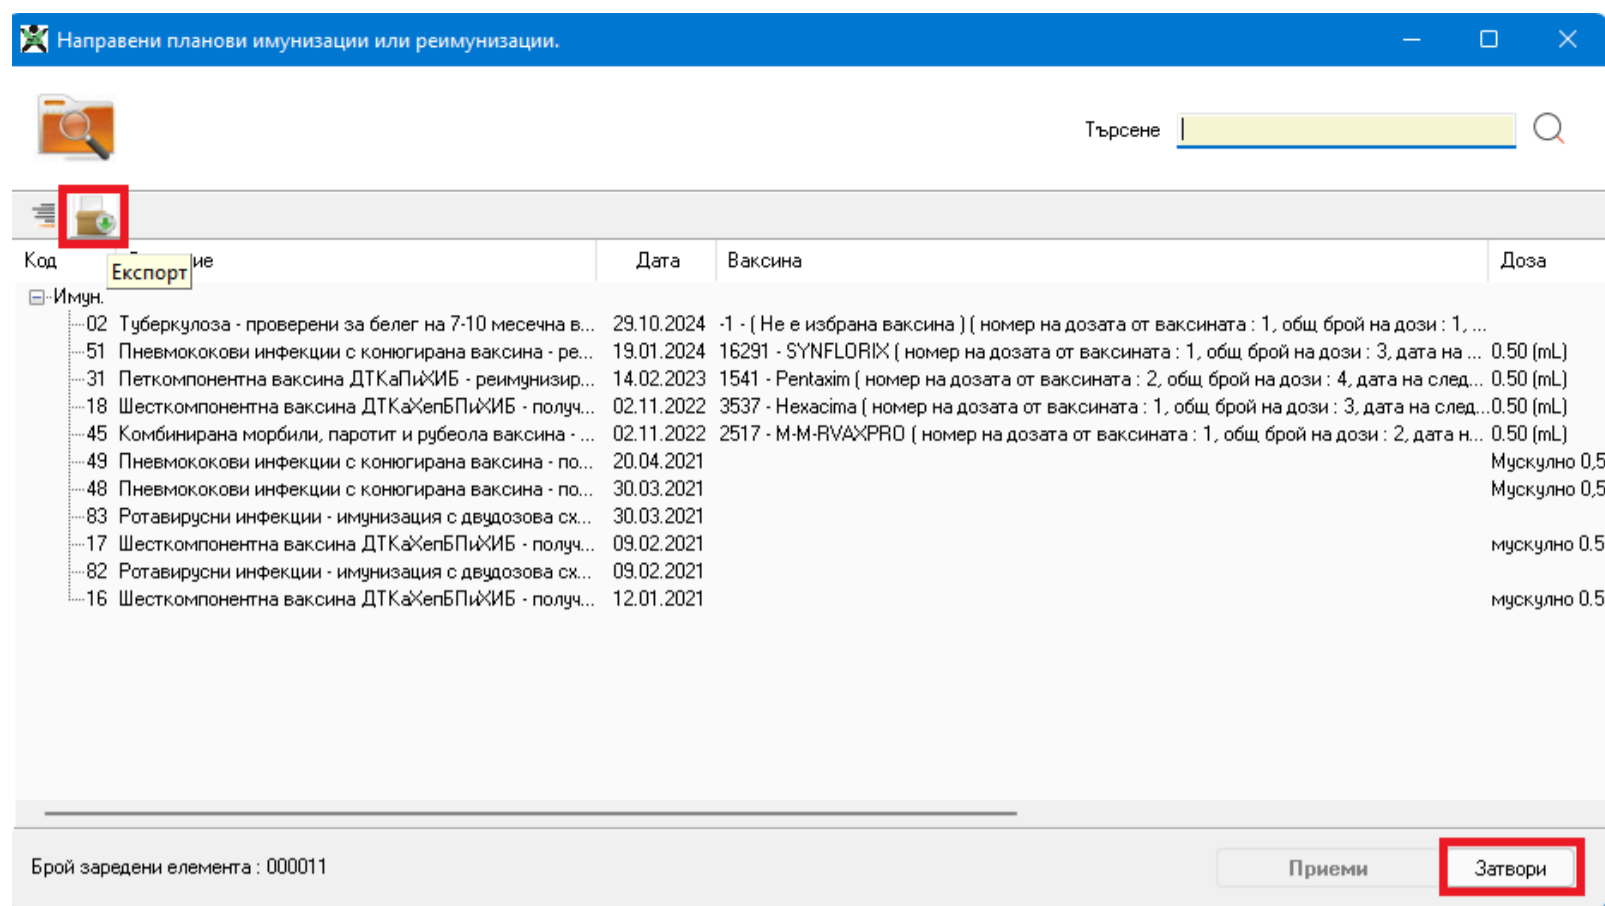 Направени планови имунизации или реимунизации.
Търсене
Код ие Дата Ваксина Доза
Експорт
Имун.
02 Туберкулоза - проверени за белег на 7-10 месечна в... 29.10.2024 -1 - ( Не е избрана ваксина ) ( номер на дозата от ваксината : 1, общ брой на дози : 1, ...
51 Пневмококови инфекции с конюгирана ваксина - ре... 19.01.2024 16291 - SYNFLORIX ( номер на дозата от ваксината : 1, общ брой на дози : 3, дата на ... 0.50 (mL)
31 Петкомпонентна ваксина ДТКаПиХИБ - реимунизир... 14.02.2023 1541 - Pentaxim ( номер на дозата от ваксината : 2, общ брой на дози : 4, дата на след... 0.50 (mL)
18 Шесткомпонентна ваксина ДТКаХепБПиХИБ - получ... 02.11.2022 3537 - Hexacima ( номер на дозата от ваксината : 1, общ брой на дози : 3, дата на след... 0.50 (mL)
45 Комбинирана морбили, паротит и рубеола ваксина - ... 02.11.2022 2517 - M-M-RVAXPRO ( номер на дозата от ваксината : 1, общ брой на дози : 2, дата н... 0.50 (mL)
49 Пневмококови инфекции с конюгирана ваксина - по... 20.04.2021 Мускулно 0,5
48 Пневмококови инфекции с конюгирана ваксина - по... 30.03.2021 Мускулно 0,5
83 Ротавирусни инфекции - имунизация с двудозова сх... 30.03.2021
17 Шесткомпонентна ваксина ДТКаХепБПиХИБ - получ... 09.02.2021 мускулно 0.5
82 Ротавирусни инфекции - имунизация с двудозова сх... 09.02.2021
16 Шесткомпонентна ваксина ДТКаХепБПиХИБ - получ... 12.01.2021 мускулно 0.5
Брой заредени елемента : 000011
Приеми Затвори